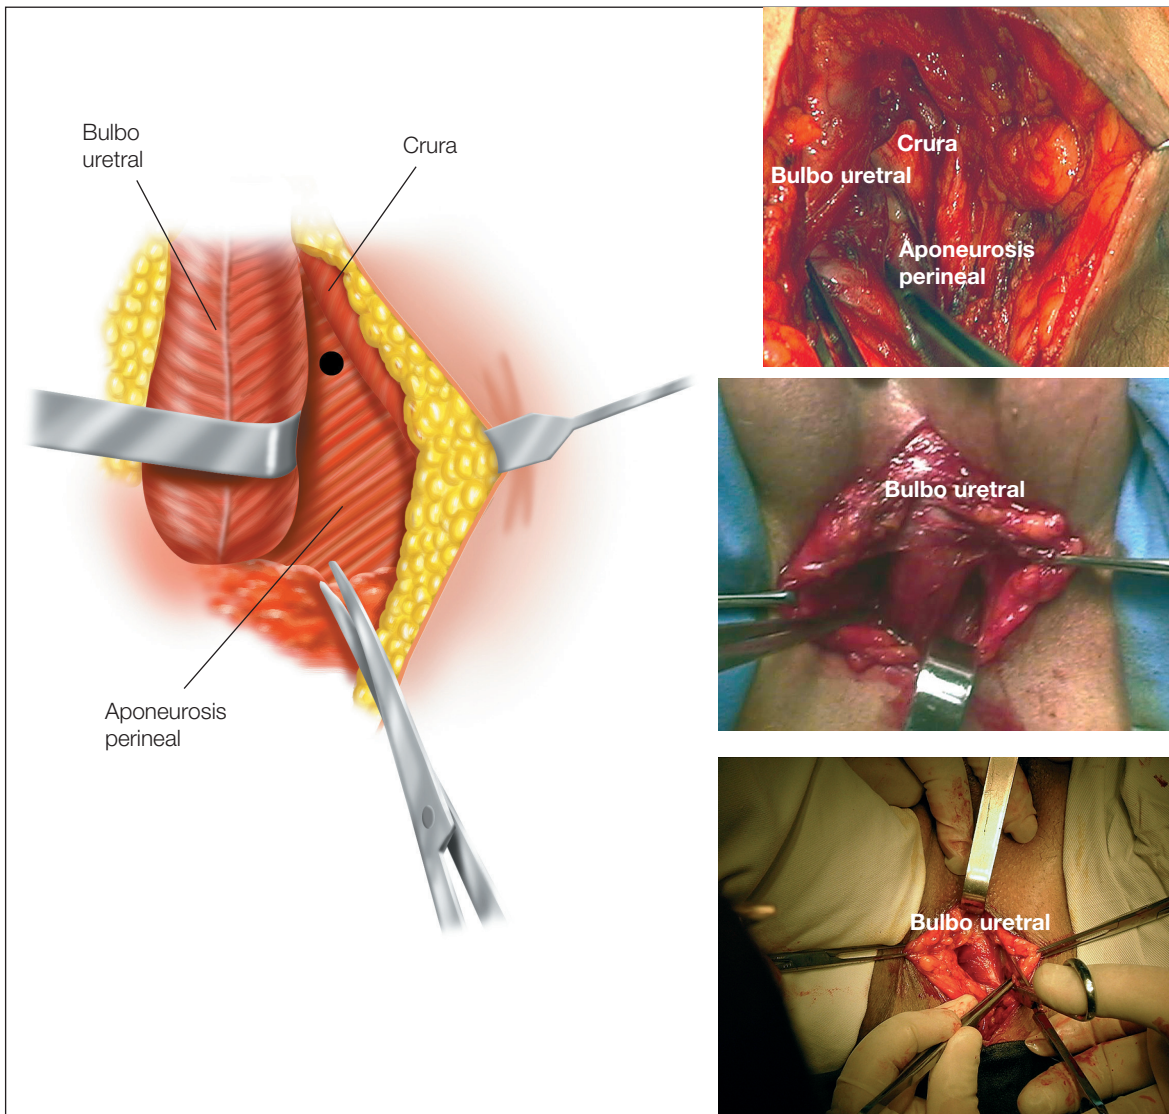 Bulbo
uretral
Crura
Aponeurosis
perineal
Crura
Bulbo uretral
Aponeurosis
perineal
Bulbo uretral
Bulbo uretral